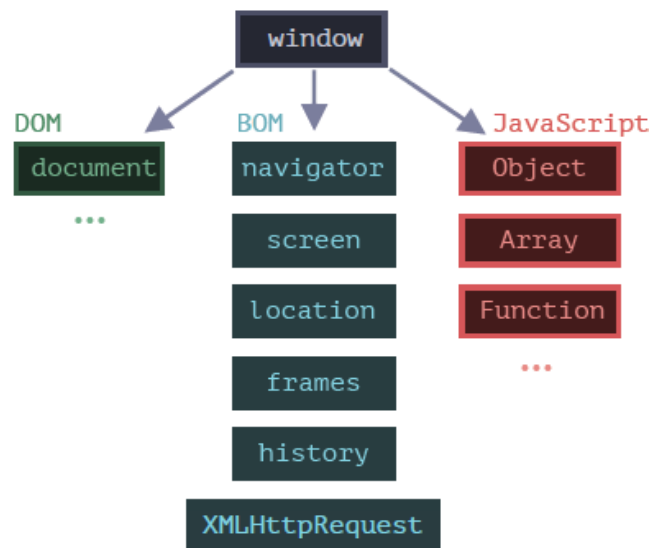 window
DOM
BOM
JavaScript
document
navigator
Object
...
screen
Array
location
Function
frames
...
history
XMLHttpRequest